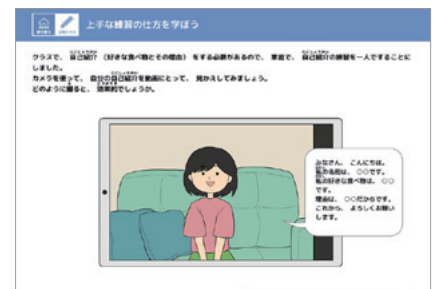 上手な練習の仕方を学ぼう
クラスで、自己紹介（好きな食べ物とその理由）をする必要があるので、家庭で、自己紹介の練習を一人ですることに
しました。
カメラを使って、自分の自己紹介を動画にとって、見かえしてみましょう。
どのように撮ると、効果的でしょうか。
みなさん、こんにちは。
私の名前は、○○です。
私の好きな食べ物は、○○
です。
理由は、○○だからです。
これから、よろしくお願い
します。